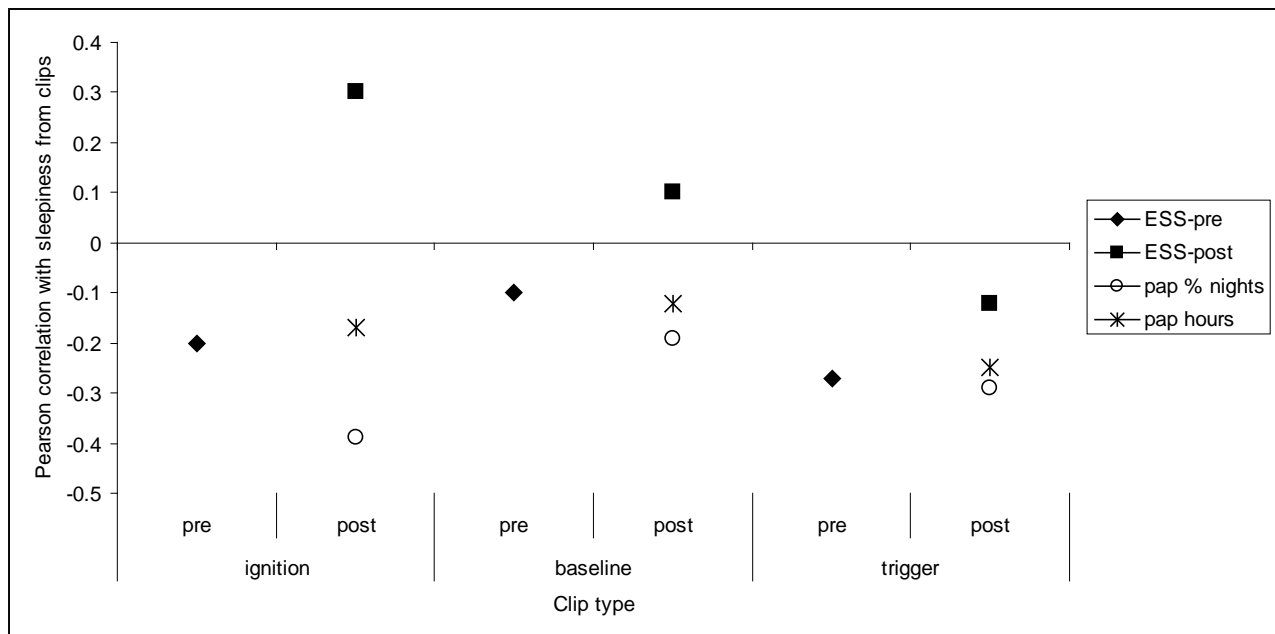 Pearson correlation with sleepiness from clips
0.4
0.3
0.2
0.1
0
-0.1
-0.2
-0.3
-0.4
-0.5
pre post pre post pre post
ignition baseline trigger
Clip type
ESS-pre
ESS-post
pap % nights
pap hours